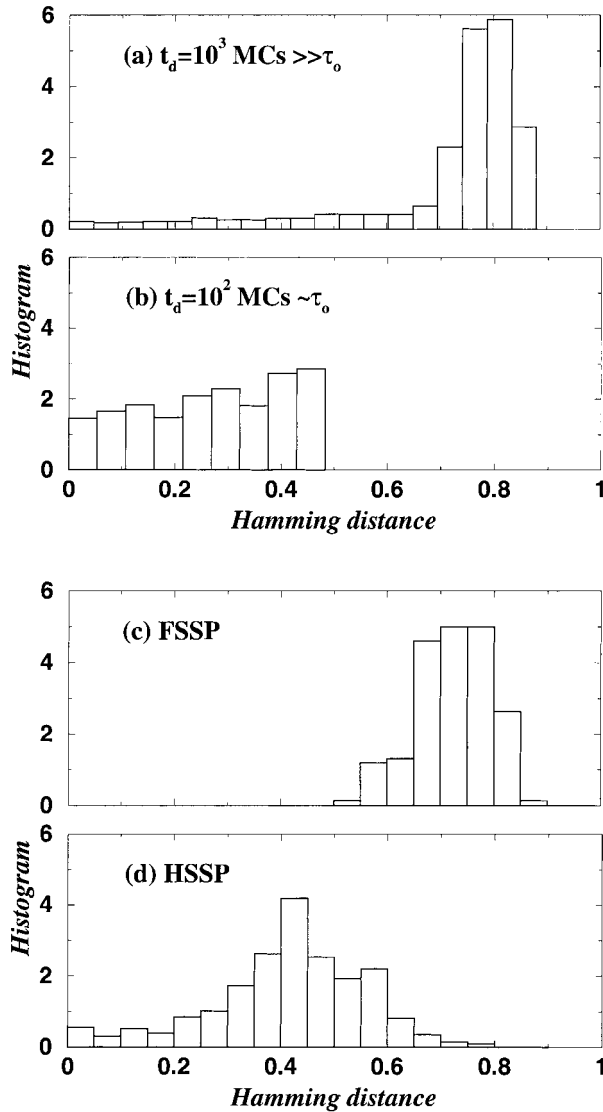 6
(a) t_d=10^3 MCs >>τ_o
4
2
0
6
(b) t_d=10^2 MCs ~τ_o
4
2
0
0 0.2 0.4 0.6 0.8 1
Histogram
Hamming distance
6
(c) FSSP
4
2
0
6
(d) HSSP
4
2
0
0 0.2 0.4 0.6 0.8 1
Histogram
Hamming distance